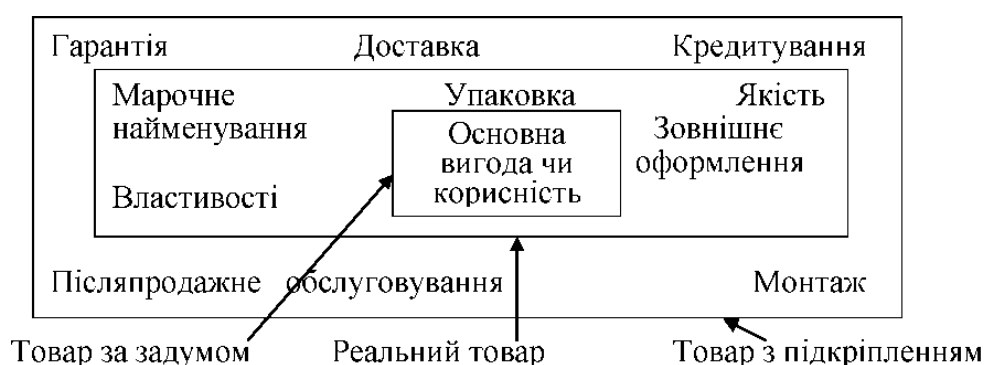 Гарантія Доставка Кредитування
Марочне найменування
Упаковка
Якість
Зовнішнє оформлення
Основна
вигода чи
корисність
Властивості
Післяпродажне обслуговування Монтаж
Товар за задумом Реальний товар Товар з підкріпленням